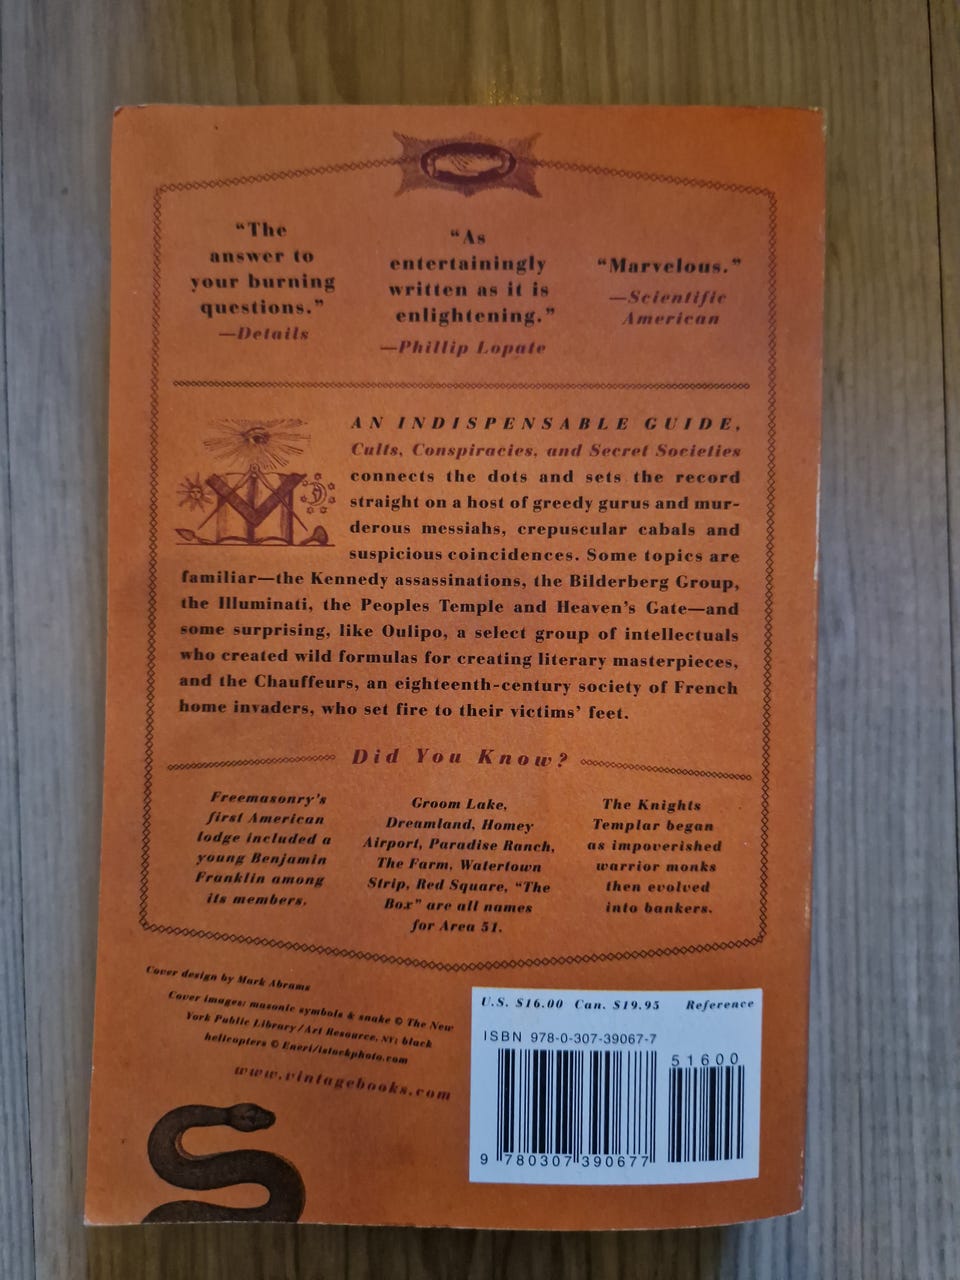 “The
answer to
your burning
questions.”
—Details
“As
entertainingly
written as it is
enlightening.”
—Phillip Lopate
“Marvelous.”
—Scientific
American
AN INDISPENSABLE GUIDE,
Cults, Conspiracies, and Secret Societies
connects the dots and sets the record
straight on a host of greedy gurus and mur-
derous messiahs, crepuscular cabals and
suspicious coincidences. Some topics are
familiar—the Kennedy assassinations, the Bilderberg Group,
the Illuminati, the Peoples Temple and Heaven’s Gate—and
some surprising, like Oulipo, a select group of intellectuals
who created wild formulas for creating literary masterpieces,
and the Chauffeurs, an eighteenth-century society of French
home invaders, who set fire to their victims’ feet.
Did You Know?
Freemasonry’s
first American
lodge included a
young Benjamin
Franklin among
its members.
Groom Lake,
Dreamland, Homey
Airport, Paradise Ranch,
The Farm, Watertown
Strip, Red Square, “The
Box” are all names
for Area 51.
The Knights
Templar began
as impoverished
warrior monks
then evolved
into bankers.
Cover design by Mark Abrams
Cover images: masonic symbols & snake © The New
York Public Library/Art Resource, NY; black
helicopters © Eneri/istockphoto.com
www.vintagebooks.com
U.S. $16.00 Can. $19.95 Reference
ISBN 978-0-307-39067-7
51600
9 780307 390677